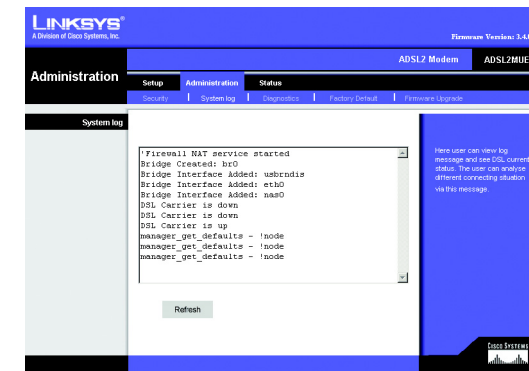 LINKSYS®
A Division of Cisco Systems, Inc.
Firmware Version: 3.4.
ADSL2 Modem ADSL2MUE
Administration
Setup Administration Status
Security System log Diagnostics Factory Default Firmware Upgrade
System log
'Firewall NAT service started
Bridge Created: br0
Bridge Interface Added: usbrndis
Bridge Interface Added: eth0
Bridge Interface Added: nas0
DSL Carrier is down
DSL Carrier is down
DSL Carrier is up
manager_get_defaults - !node
manager_get_defaults - !node
manager_get_defaults - !node
Here user can view log
message and see DSL current
status. The user can analyse
different connecting situation
via this message.
Refresh
CISCO SYSTEMS